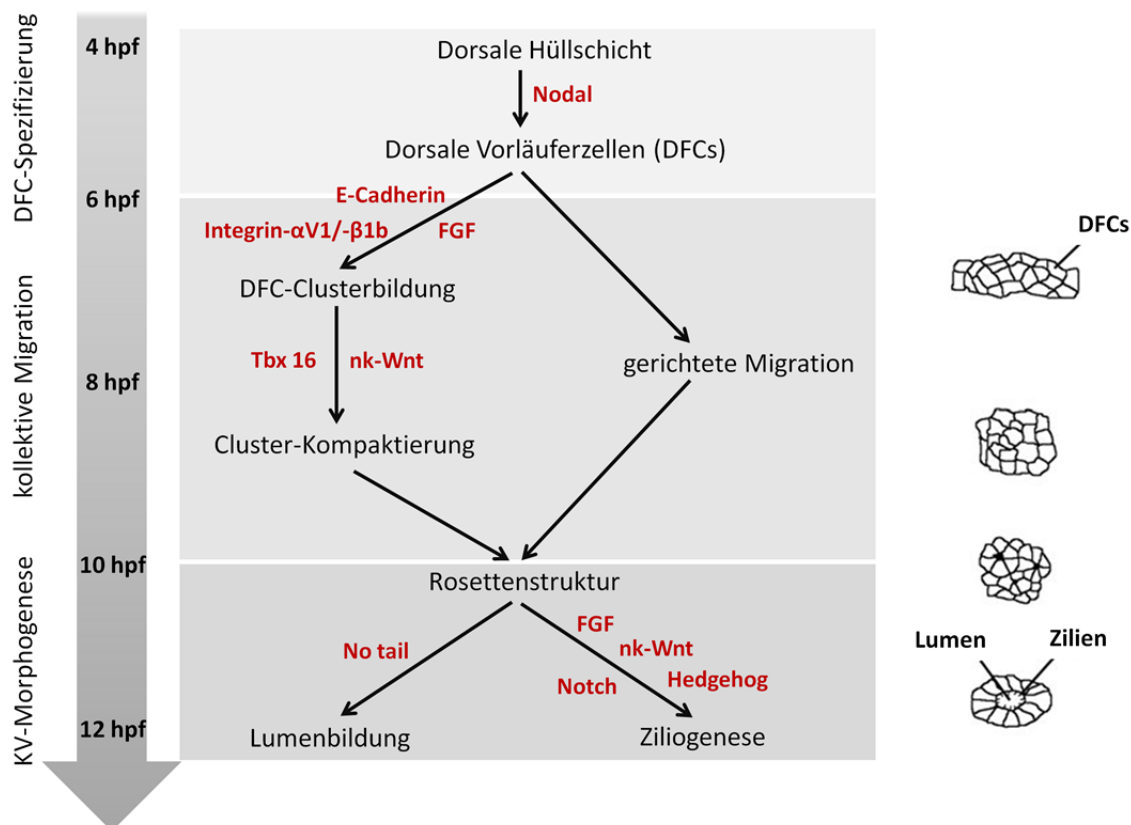 DFC-Spezifizierung
kollektive Migration
KV-Morphogenese
4 hpf
6 hpf
8 hpf
10 hpf
12 hpf
Dorsale Hüllschicht
Nodal
Dorsale Vorläuferzellen (DFCs)
E-Cadherin
Integrin-αV1/-β1b FGF
DFC-Clusterbildung
Tbx 16 nk-Wnt
gerichtete Migration
Cluster-Kompaktierung
Rosettenstruktur
No tail
FGF
nk-Wnt
Notch
Hedgehog
Lumenbildung
Ziliogenese
DFCs
Lumen Zilien